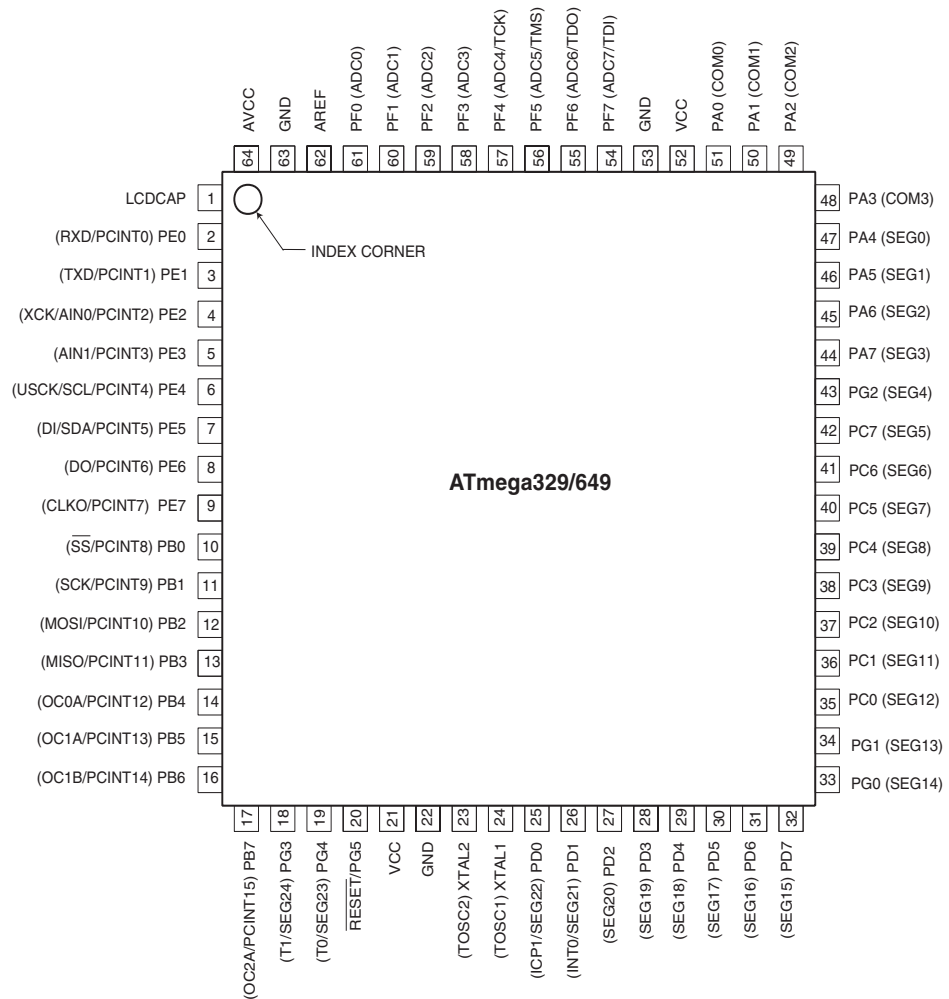 AVCC
GND
AREF
PF0 (ADC0)
PF1 (ADC1)
PF2 (ADC2)
PF3 (ADC3)
PF4 (ADC4/TCK)
PF5 (ADC5/TMS)
PF6 (ADC6/TDO)
PF7 (ADC7/TDI)
GND
VCC
PA0 (COM0)
PA1 (COM1)
PA2 (COM2)
64
63
62
61
60
59
58
57
56
55
54
53
52
51
50
49
LCDCAP 1
48 PA3 (COM3)
(RXD/PCINT0) PE0 2
47 PA4 (SEG0)
INDEX CORNER
(TXD/PCINT1) PE1 3
46 PA5 (SEG1)
(XCK/AIN0/PCINT2) PE2 4
45 PA6 (SEG2)
(AIN1/PCINT3) PE3 5
44 PA7 (SEG3)
(USCK/SCL/PCINT4) PE4 6
43 PG2 (SEG4)
(DI/SDA/PCINT5) PE5 7
42 PC7 (SEG5)
(DO/PCINT6) PE6 8
41 PC6 (SEG6)
ATmega329/649
(CLKO/PCINT7) PE7 9
40 PC5 (SEG7)
(SS/PCINT8) PB0 10
39 PC4 (SEG8)
(SCK/PCINT9) PB1 11
38 PC3 (SEG9)
(MOSI/PCINT10) PB2 12
37 PC2 (SEG10)
(MISO/PCINT11) PB3 13
36 PC1 (SEG11)
(OC0A/PCINT12) PB4 14
35 PC0 (SEG12)
(OC1A/PCINT13) PB5 15
34 PG1 (SEG13)
(OC1B/PCINT14) PB6 16
33 PG0 (SEG14)
17
18
19
20
21
22
23
24
25
26
27
28
29
30
31
32
(OC2A/PCINT15) PB7
(T1/SEG24) PG3
(T0/SEG23) PG4
RESET/PG5
VCC
GND
(TOSC2) XTAL2
(TOSC1) XTAL1
(ICP1/SEG22) PD0
(INT0/SEG21) PD1
(SEG20) PD2
(SEG19) PD3
(SEG18) PD4
(SEG17) PD5
(SEG16) PD6
(SEG15) PD7